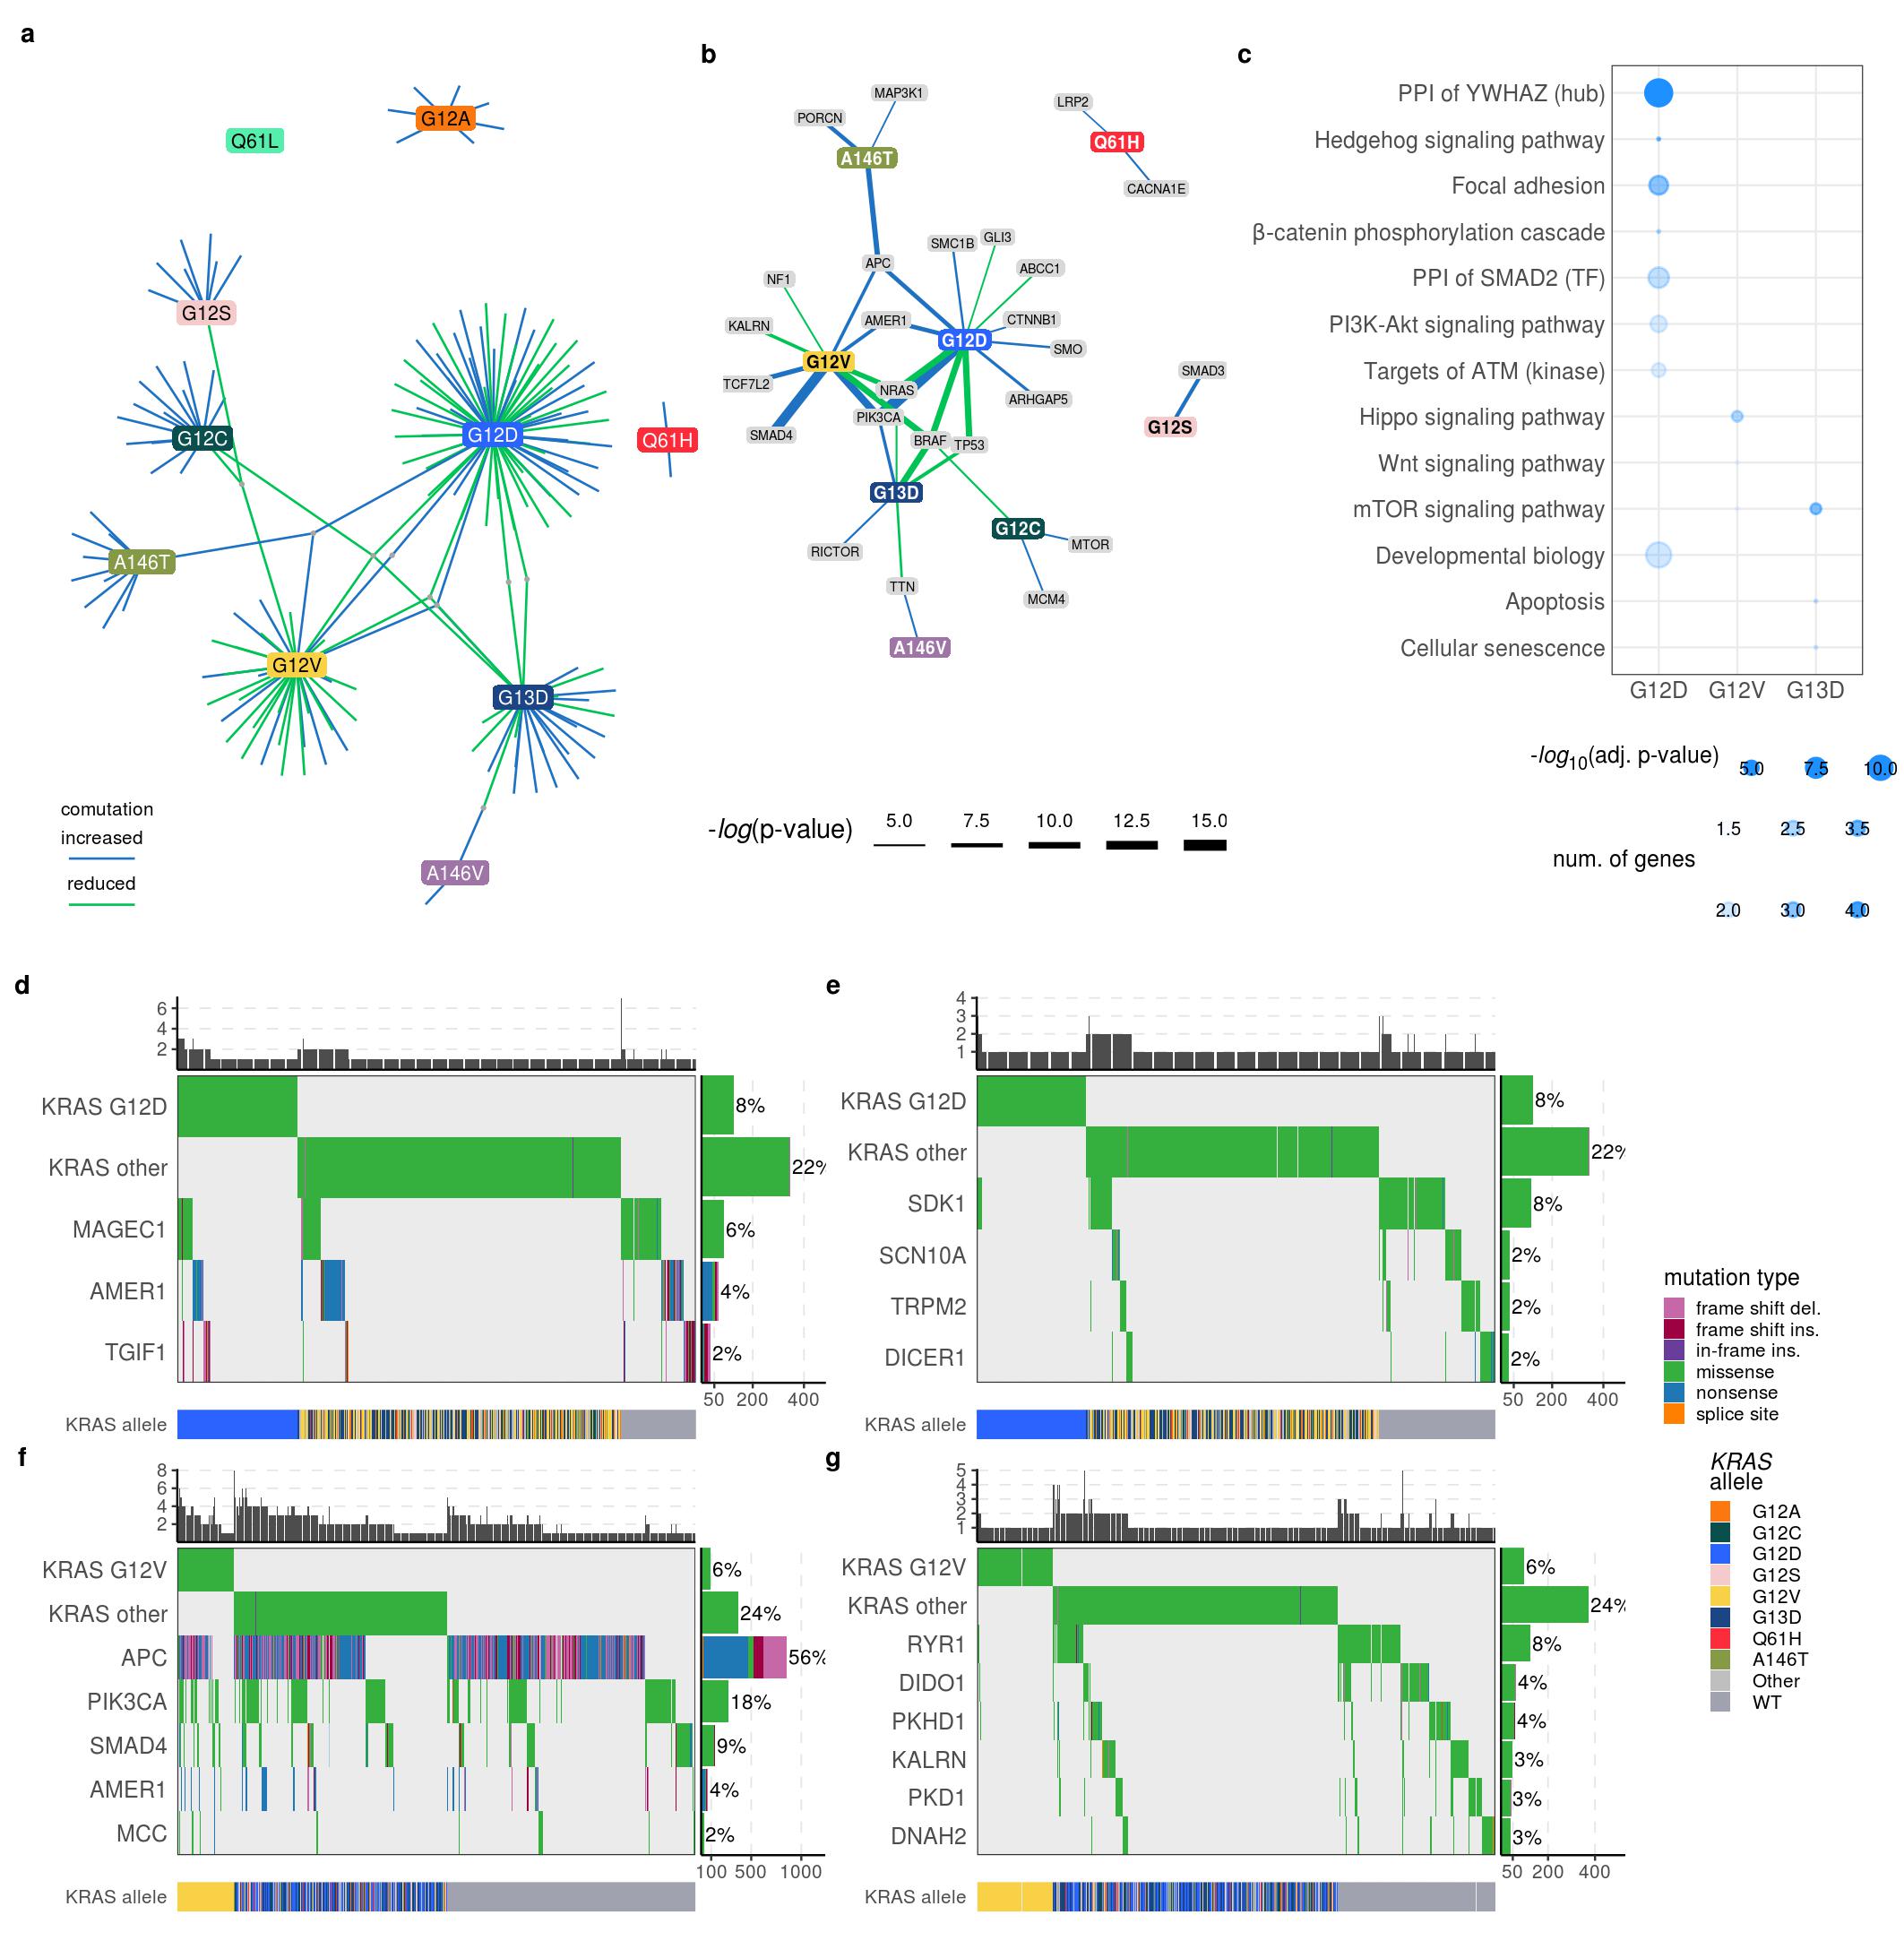 a
G12A
Q61L
G12S
G12C
G12D
Q61H
A146T
G12V
G13D
A146V
comutation
increased
reduced
b
MAP3K1
PORCN
A146T
LRP2
Q61H
CACNA1E
SMC1B
GLI3
APC
ABCC1
NF1
KALRN
AMER1
CTNNB1
G12D
SMO
G12V
TCF7L2
NRAS
ARHGAP5
PIK3CA
SMAD4
BRAF
TP53
SMAD3
G12S
G13D
G12C
RICTOR
MTOR
TTN
MCM4
A146V
-log(p-value)
5.0 7.5 10.0 12.5 15.0
c
PPI of YWHAZ (hub)
Hedgehog signaling pathway
Focal adhesion
β-catenin phosphorylation cascade
PPI of SMAD2 (TF)
PI3K-Akt signaling pathway
Targets of ATM (kinase)
Hippo signaling pathway
Wnt signaling pathway
mTOR signaling pathway
Developmental biology
Apoptosis
Cellular senescence
G12D G12V G13D
-log10(adj. p-value) 5.0 7.5 10.0
1.5 2.5 3.5
num. of genes
2.0 3.0 4.0
d
6
4
2
KRAS G12D 8%
KRAS other 22%
MAGEC1 6%
AMER1 4%
TGIF1 2%
50 200 400
KRAS allele
e
4
3
2
1
KRAS G12D 8%
KRAS other 22%
SDK1 8%
SCN10A 2%
TRPM2 2%
DICER1 2%
50 200 400
KRAS allele
mutation type
frame shift del.
frame shift ins.
in-frame ins.
missense
nonsense
splice site
f
8
6
4
2
KRAS G12V 6%
KRAS other 24%
APC 56%
PIK3CA 18%
SMAD4 9%
AMER1 4%
MCC 2%
100 500 1000
KRAS allele
g
5
4
3
2
1
KRAS G12V 6%
KRAS other 24%
RYR1 8%
DIDO1 4%
PKHD1 4%
KALRN 3%
PKD1 3%
DNAH2 3%
50 200 400
KRAS allele
KRAS
allele
G12A
G12C
G12D
G12S
G12V
G13D
Q61H
A146T
Other
WT